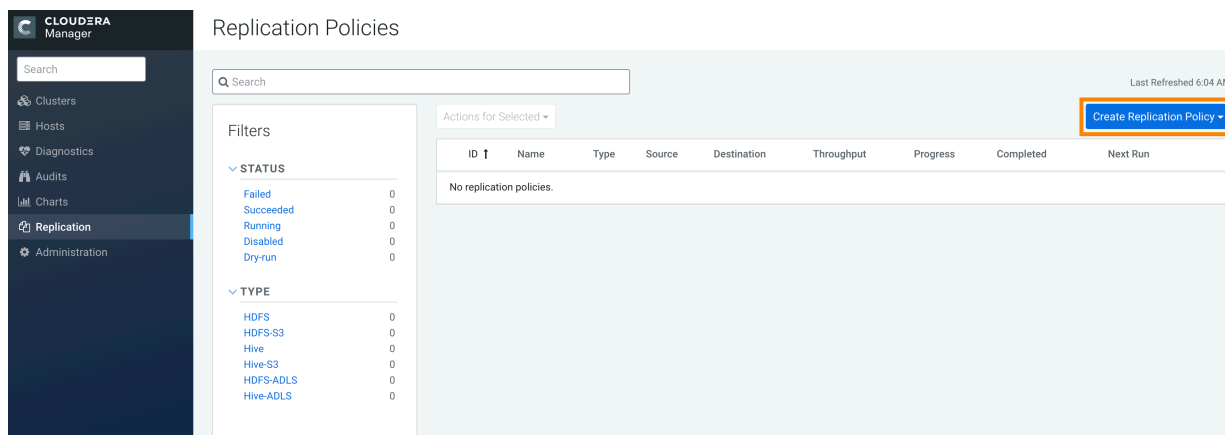 CLOUDERA
Manager
Replication Policies
Search
Clusters
Hosts
Diagnostics
Audits
Charts
Replication
Administration
Search
Last Refreshed 6:04 AM
Filters
STATUS
Failed 0
Succeeded 0
Running 0
Disabled 0
Dry-run 0
TYPE
HDFS 0
HDFS-S3 0
Hive 0
Hive-S3 0
HDFS-ADLS 0
Hive-ADLS 0
Actions for Selected
Create Replication Policy
ID Name Type Source Destination Throughput Progress Completed Next Run
No replication policies.